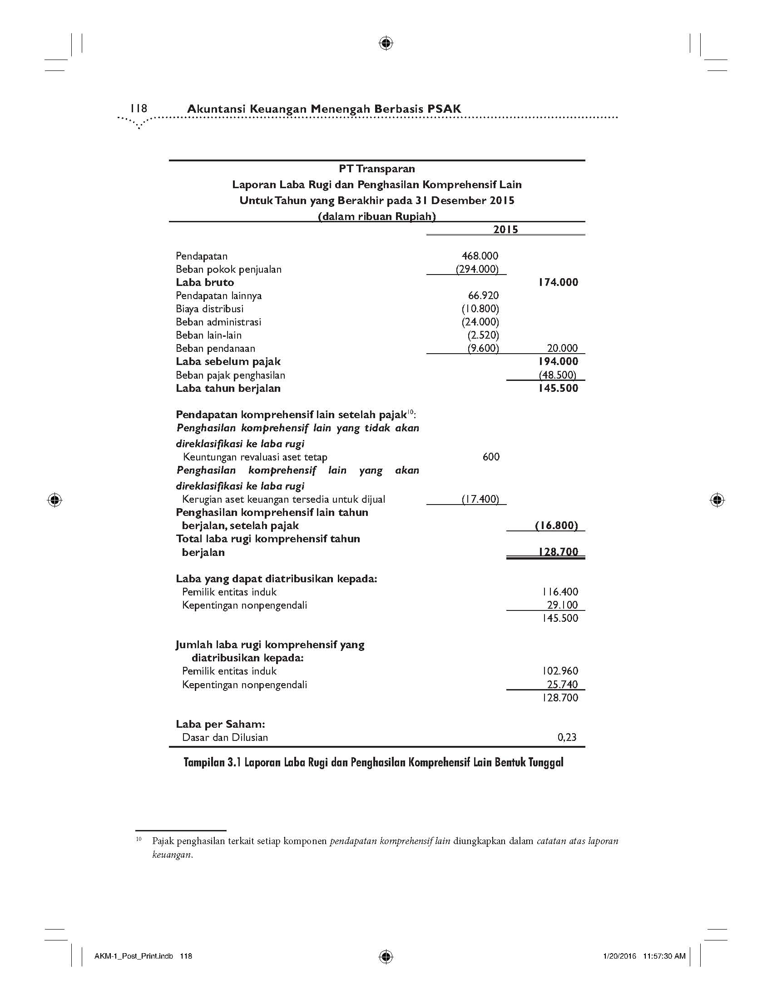 118 Akuntansi Keuangan Menengah Berbasis PSAK
PT Transparan
Laporan Laba Rugi dan Penghasilan Komprehensif Lain
Untuk Tahun yang Berakhir pada 31 Desember 2015
(dalam ribuan Rupiah)
2015
Pendapatan 468.000
Beban pokok penjualan (294.000)
Laba bruto 174.000
Pendapatan lainnya 66.920
Biaya distribusi (10.800)
Beban administrasi (24.000)
Beban lain-lain (2.520)
Beban pendanaan (9.600) 20.000
Laba sebelum pajak 194.000
Beban pajak penghasilan (48.500)
Laba tahun berjalan 145.500
Pendapatan komprehensif lain setelah pajak10:
Penghasilan komprehensif lain yang tidak akan
direklasifikasi ke laba rugi
Keuntungan revaluasi aset tetap 600
Penghasilan komprehensif lain yang akan
direklasifikasi ke laba rugi
Kerugian aset keuangan tersedia untuk dijual (17.400)
Penghasilan komprehensif lain tahun
berjalan, setelah pajak (16.800)
Total laba rugi komprehensif tahun
berjalan 128.700
Laba yang dapat diatribusikan kepada:
Pemilik entitas induk 116.400
Kepentingan nonpengendali 29.100
145.500
Jumlah laba rugi komprehensif yang
diatribusikan kepada:
Pemilik entitas induk 102.960
Kepentingan nonpengendali 25.740
128.700
Laba per Saham:
Dasar dan Dilusian 0,23
Tampilan 3.1 Laporan Laba Rugi dan Penghasilan Komprehensif Lain Bentuk Tunggal
10 Pajak penghasilan terkait setiap komponen pendapatan komprehensif lain diungkapkan dalam catatan atas laporan
keuangan.
AKM-1_Post_Print.indb 118 1/20/2016 11:57:30 AM